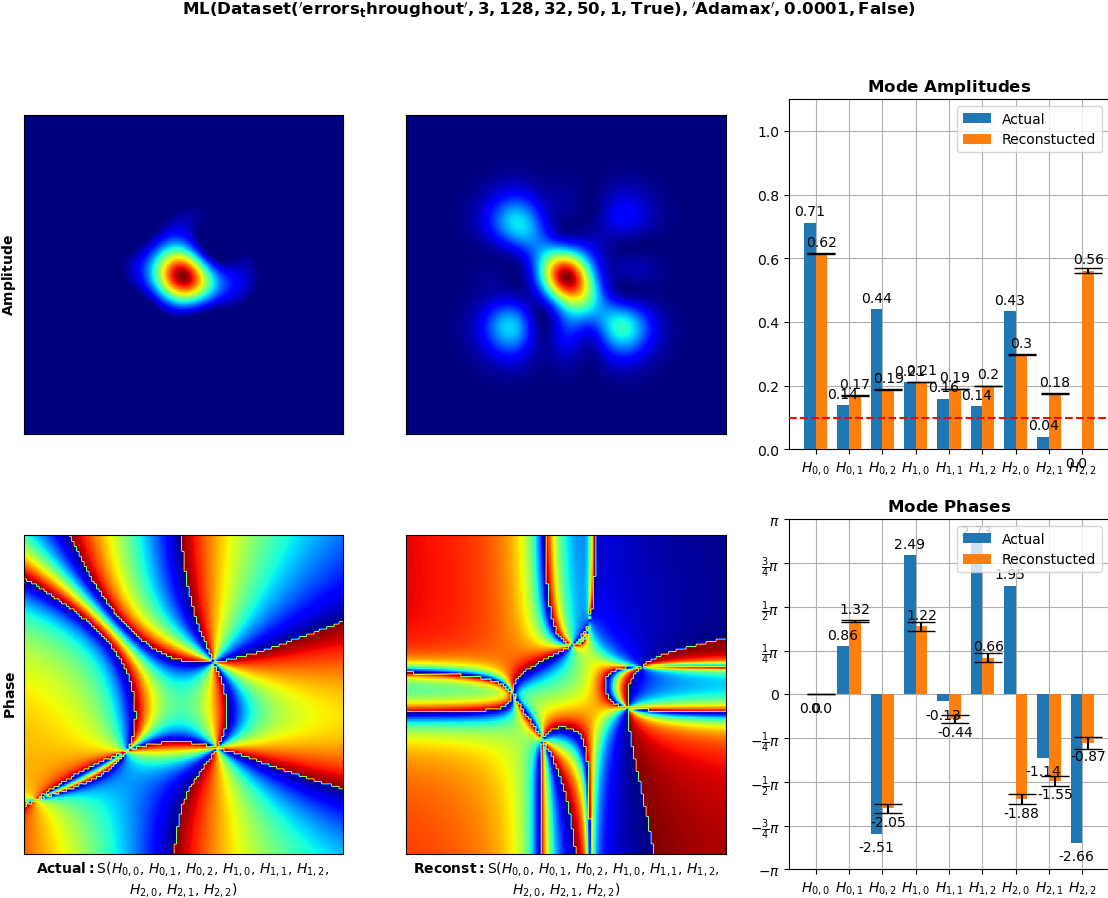 ML(Dataset('errors_throughout', 3, 128, 32, 50, 1, True), 'Adamax', 0.0001, False)
Amplitude
Mode Amplitudes
Actual
Reconstucted
1.0
0.8
0.6
0.4
0.2
0.0
0.71
0.62
0.14
0.17
0.44
0.19
0.21
0.21
0.16
0.19
0.14
0.2
0.43
0.3
0.04
0.18
0.0
0.56
H0,0 H0,1 H0,2 H1,0 H1,1 H1,2 H2,0 H2,1 H2,2
Phase
Mode Phases
Actual
Reconstucted
π
3/4π
1/2π
1/4π
0
−1/4π
−1/2π
−3/4π
−π
0.0
0.0
0.86
1.32
-2.51
-2.05
2.49
1.22
-0.13
-0.44
2.73
0.66
1.95
-1.88
-1.14
-1.55
-2.66
-0.87
H0,0 H0,1 H0,2 H1,0 H1,1 H1,2 H2,0 H2,1 H2,2
Actual: S(H0,0, H0,1, H0,2, H1,0, H1,1, H1,2,
H2,0, H2,1, H2,2)
Reconst: S(H0,0, H0,1, H0,2, H1,0, H1,1, H1,2,
H2,0, H2,1, H2,2)